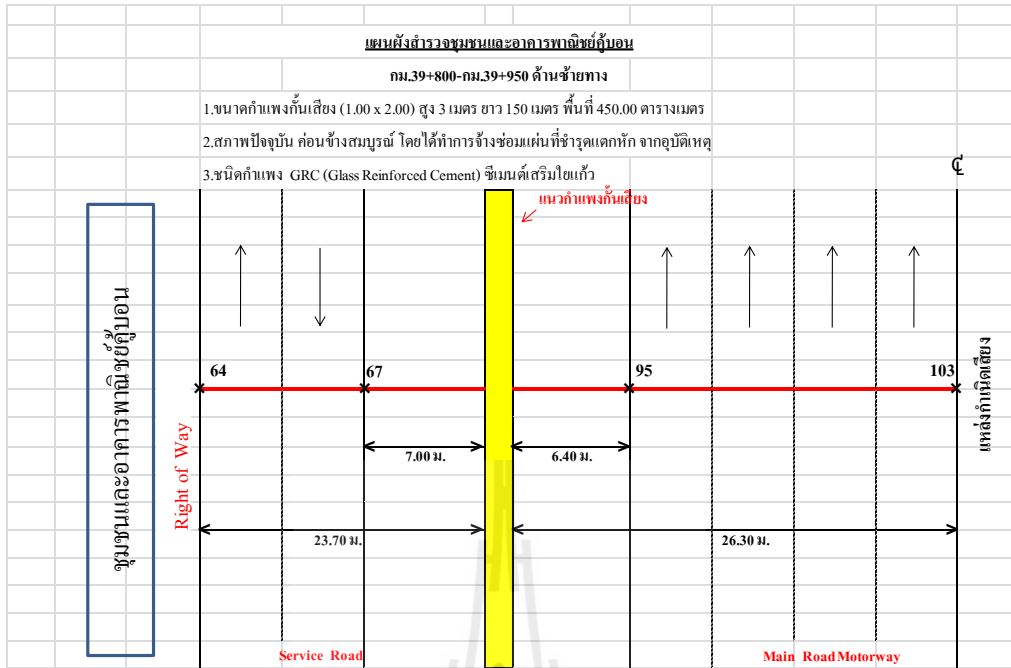 แผนผังสำรวจชุมชนและอาคารพาณิชย์คู้บอน
กม.39+800-กม.39+950 ด้านซ้ายทาง
1.ขนาดกำแพงกั้นเสียง (1.00 x 2.00) สูง 3 เมตร ยาว 150 เมตร พื้นที่ 450.00 ตารางเมตร
2.สภาพปัจจุบัน ค่อนข้างสมบูรณ์ โดยได้ทำการจ้างซ่อมแผ่นที่ชำรุดแตกหัก จากอุบัติเหตุ
3.ชนิดกำแพง GRC (Glass Reinforced Cement) ซีเมนต์เสริมใยแก้ว
℄
แนวกำแพงกั้นเสียง
ชุมชนและอาคารพาณิชย์คู้บอน
64
67
95
103
แหล่งกำเนิดเสียง
Right of Way
7.00 ม.
6.40 ม.
23.70 ม.
26.30 ม.
Service Road
Main Road Motorway